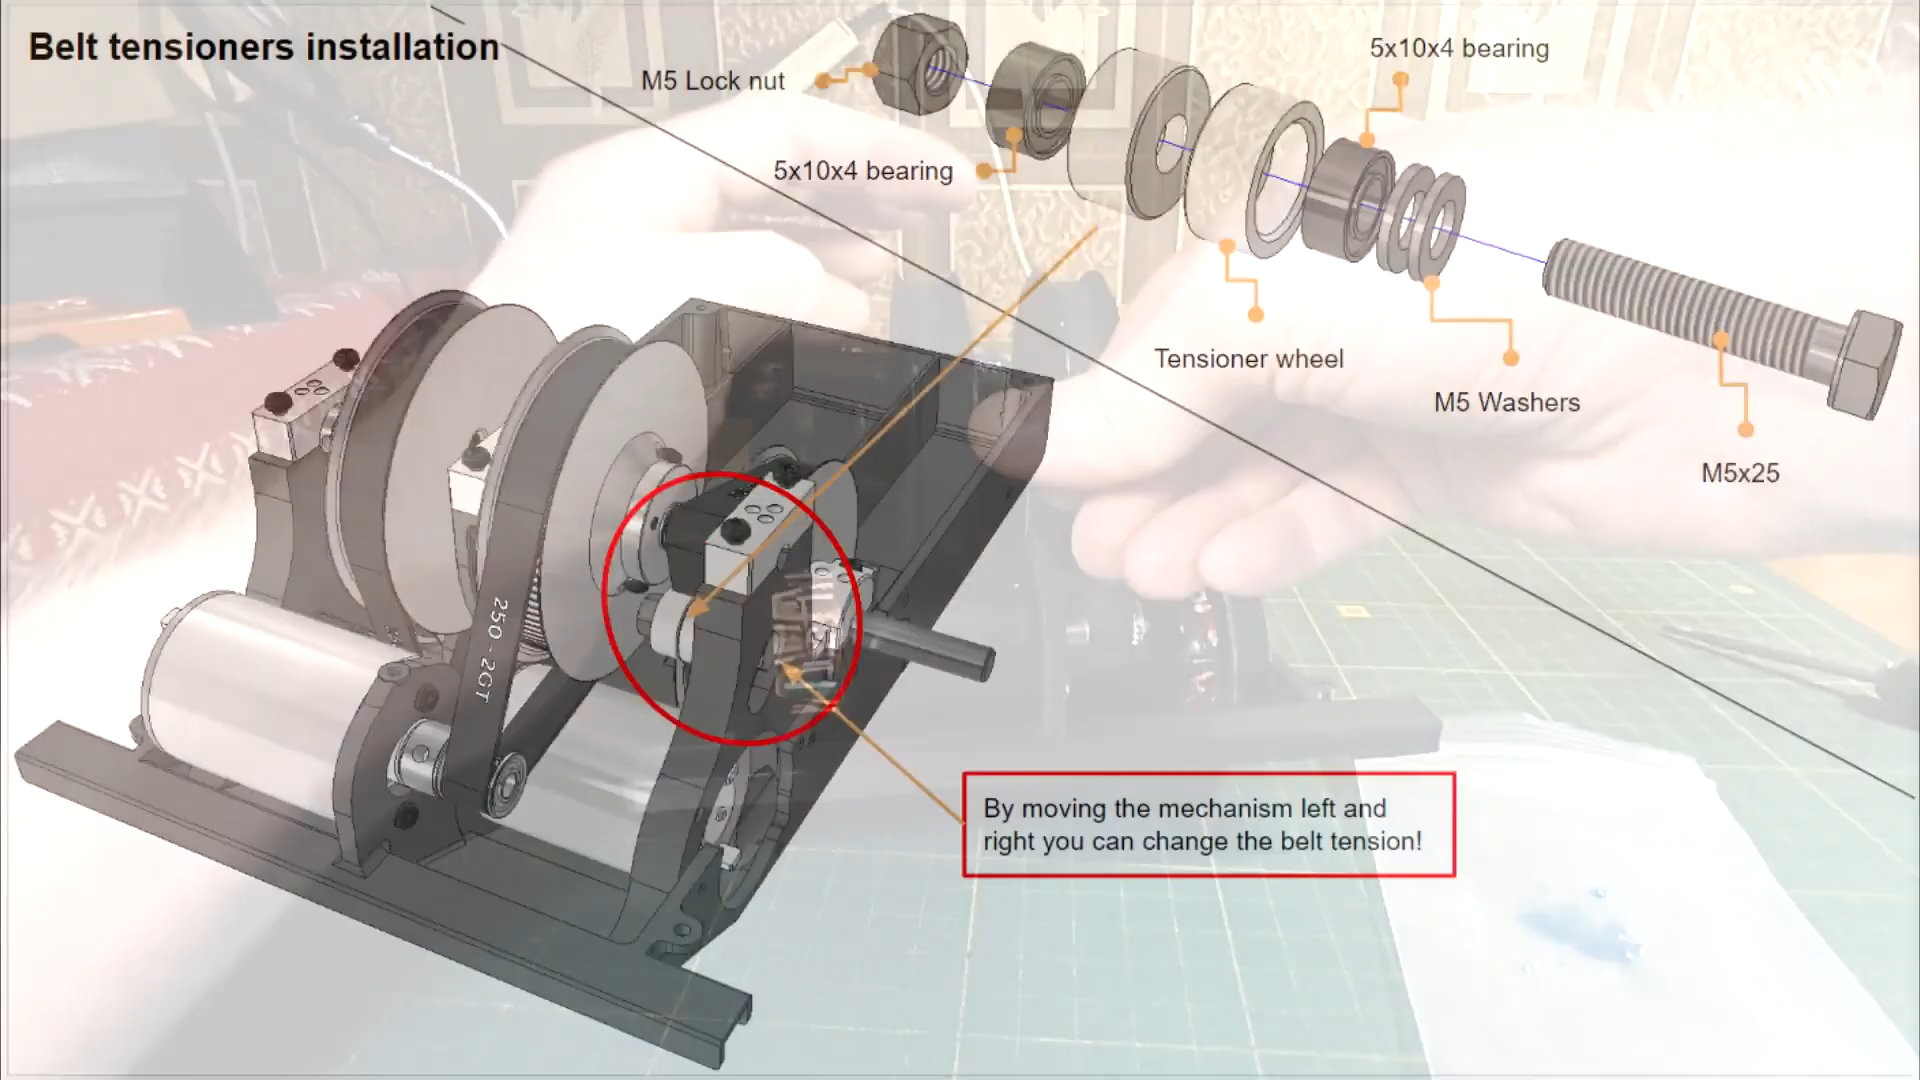 Belt tensioners installation
M5 Lock nut
5x10x4 bearing
5x10x4 bearing
Tensioner wheel
M5 Washers
M5x25
250-2GT
By moving the mechanism left and
right you can change the belt tension!